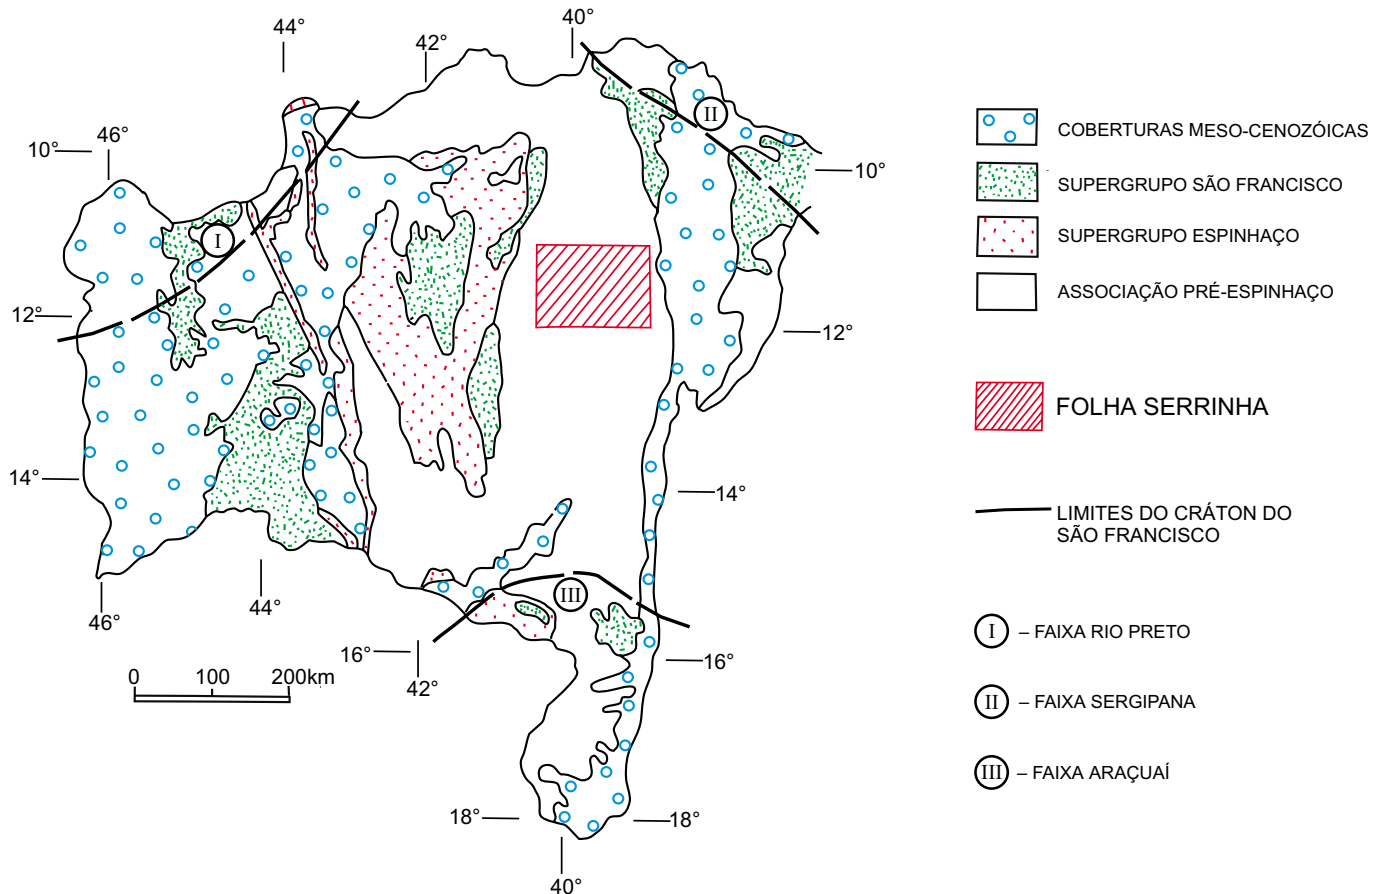 40°
44°
42°
46°
10°
II
COBERTURAS MESO-CENOZÓICAS
10°
SUPERGRUPO SÃO FRANCISCO
I
SUPERGRUPO ESPINHAÇO
ASSOCIAÇÃO PRÉ-ESPINHAÇO
12°
12°
FOLHA SERRINHA
14°
14°
LIMITES DO CRÁTON DO
SÃO FRANCISCO
III
44°
46°
I – FAIXA RIO PRETO
16°
16°
0 100 200km
42°
II – FAIXA SERGIPANA
III – FAIXA ARAÇUAÍ
18°
18°
40°